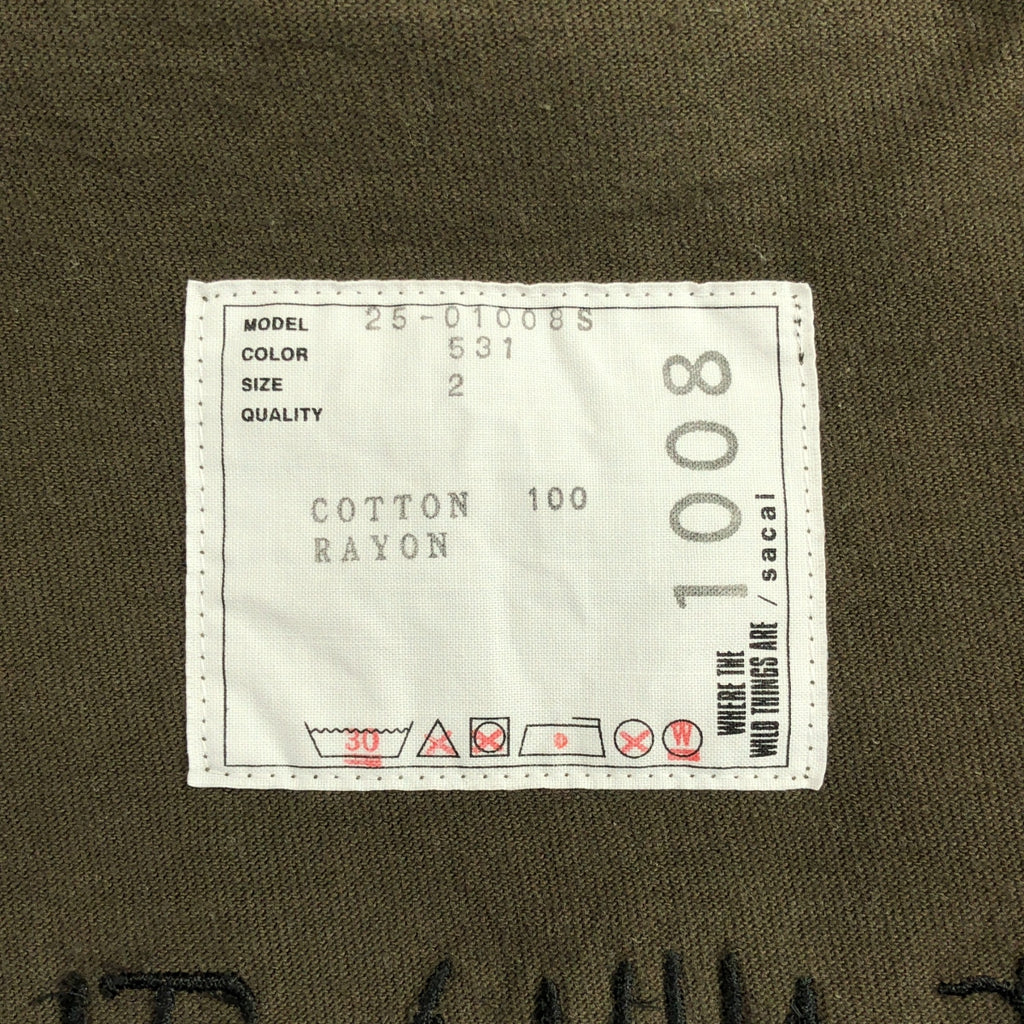 MODEL 25-01008S
COLOR 531
SIZE 2
QUALITY
COTTON 100
RAYON
1008
WHERE THE
WILD THINGS ARE / sacai
30
W